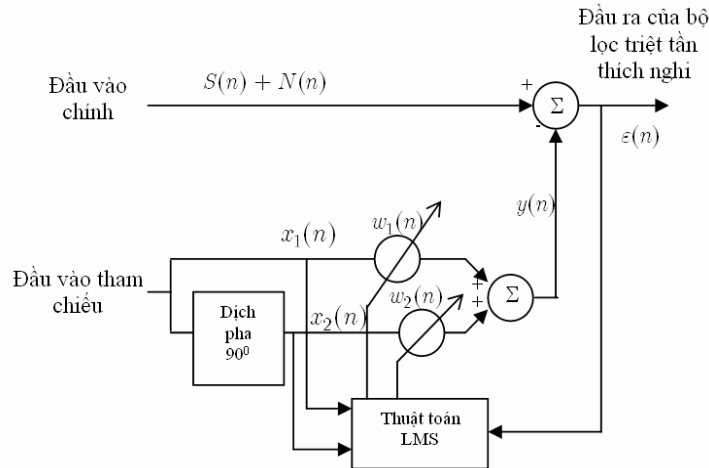 Đầu ra của bộ
lọc triệt tần
thích nghi
Đầu vào
chính
S(n) + N(n)
+
Σ
-
ε(n)
y(n)
w₁(n)
x₁(n)
Đầu vào tham
chiếu
+
+
Σ
w₂(n)
x₂(n)
Dịch
pha
90⁰
Thuật toán
LMS